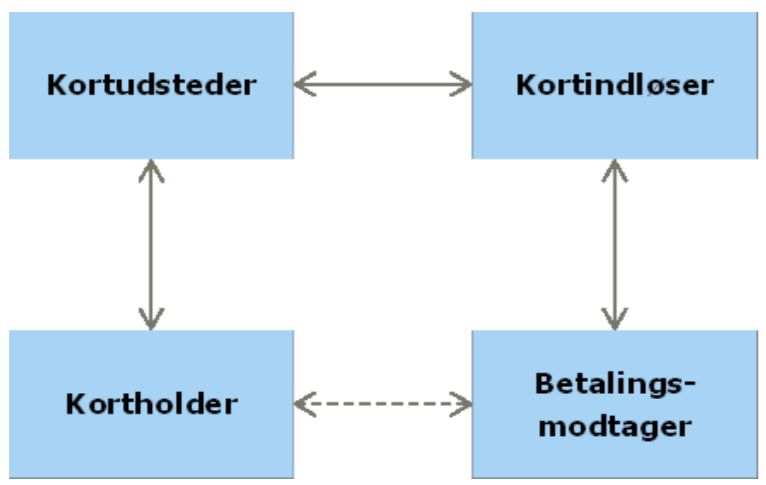 Kortudsteder
Kortindløser
Kortholder
Betalings-
modtager